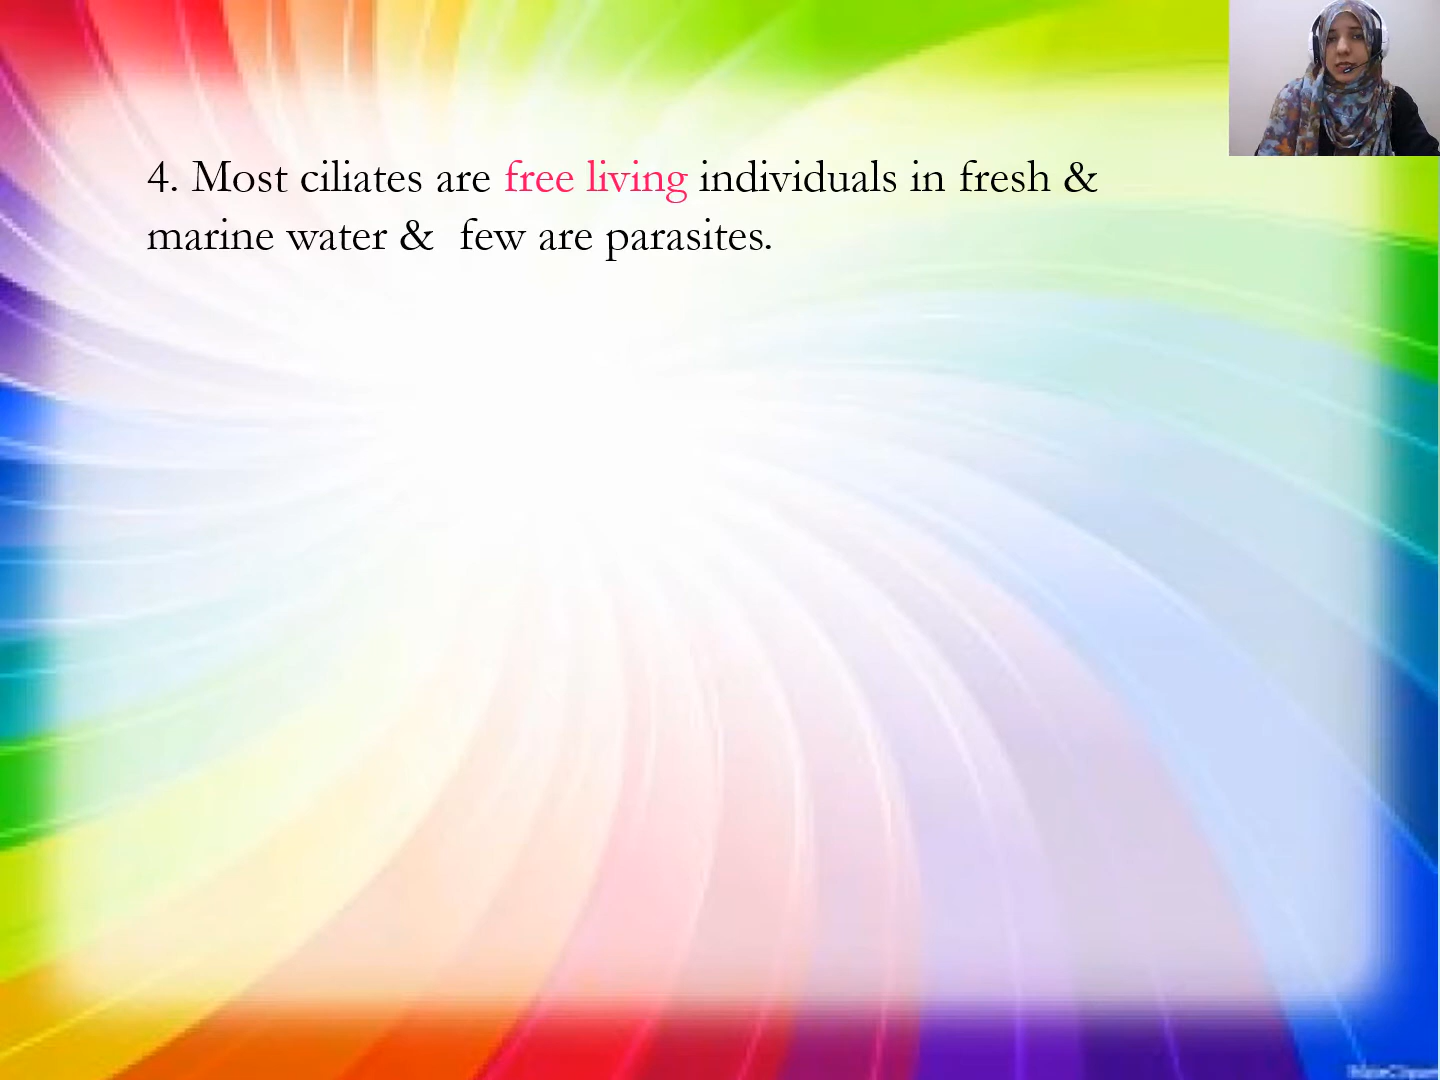 4. Most ciliates are free living individuals in fresh &
marine water &  few are parasites.